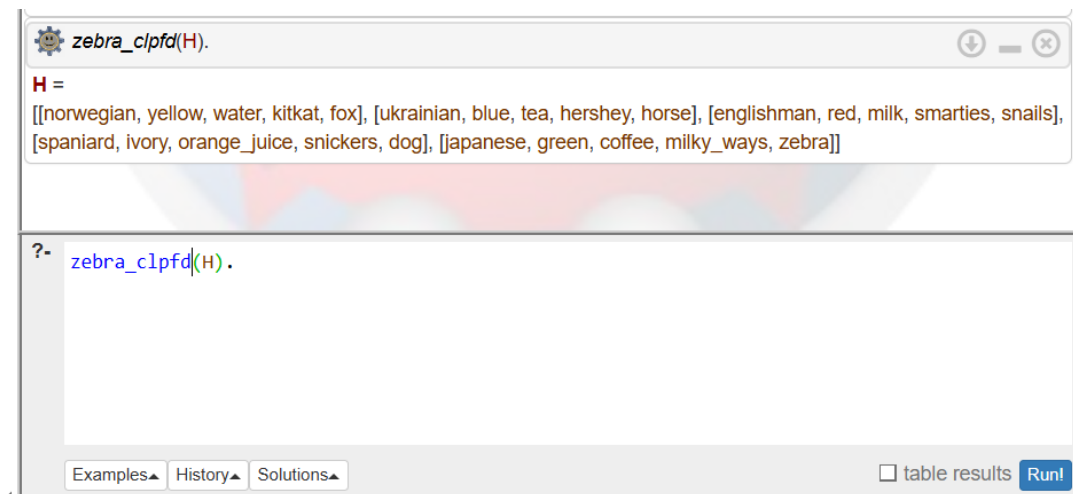 zebra_clpfd(H).
H =
[[norwegian, yellow, water, kitkat, fox], [ukrainian, blue, tea, hershey, horse], [englishman, red, milk, smarties, snails],
[spaniard, ivory, orange_juice, snickers, dog], [japanese, green, coffee, milky_ways, zebra]]
?- zebra_clpfd(H).
Examples▴ History▴ Solutions▴ table results Run!